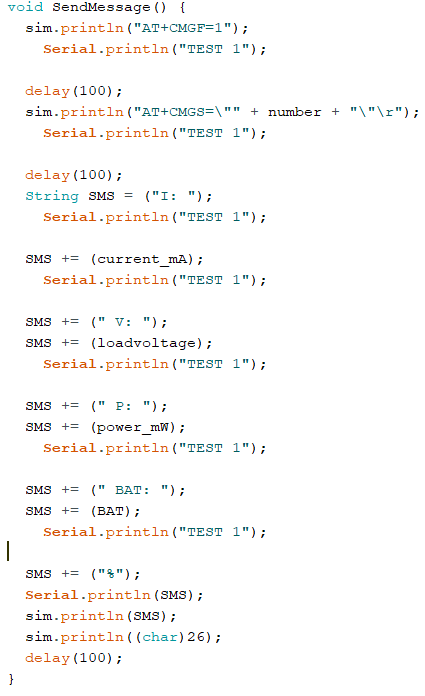 void SendMessage() {
  sim.println("AT+CMGF=1");
    Serial.println("TEST 1");

  delay(100);
  sim.println("AT+CMGS=\"" + number + "\"\r");
    Serial.println("TEST 1");

  delay(100);
  String SMS = ("I: ");
    Serial.println("TEST 1");

  SMS += (current_mA);
    Serial.println("TEST 1");

  SMS += (" V: ");
  SMS += (loadvoltage);
    Serial.println("TEST 1");

  SMS += (" P: ");
  SMS += (power_mW);
    Serial.println("TEST 1");

  SMS += (" BAT: ");
  SMS += (BAT);
    Serial.println("TEST 1");

  SMS += ("%");
  Serial.println(SMS);
  sim.println(SMS);
  sim.println((char)26);
  delay(100);
}